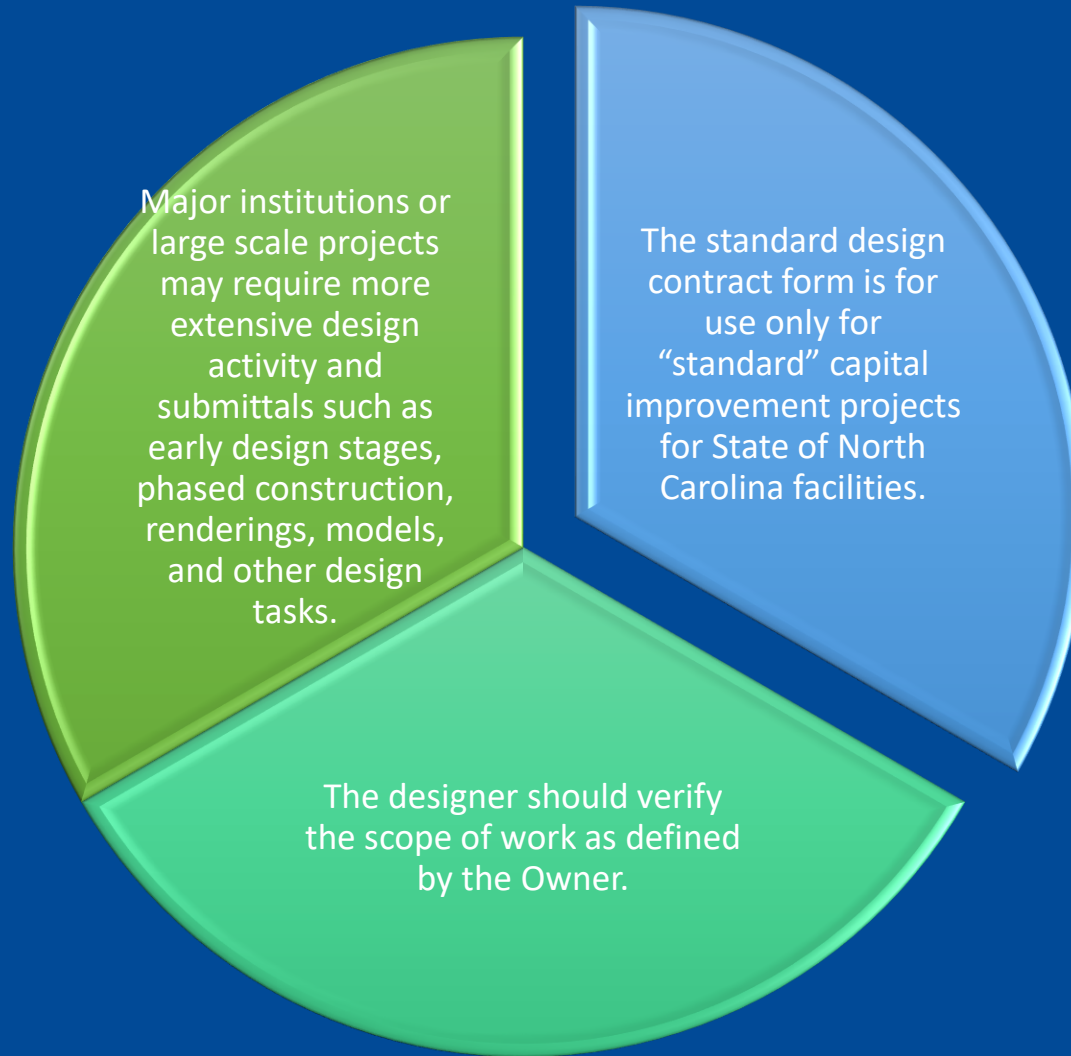 Major institutions or
large scale projects
may require more
extensive design
activity and
submittals such as
early design stages,
phased construction,
renderings, models,
and other design
tasks.
The standard design
contract form is for
use only for
“standard” capital
improvement projects
for State of North
Carolina facilities.
The designer should verify
the scope of work as defined
by the Owner.